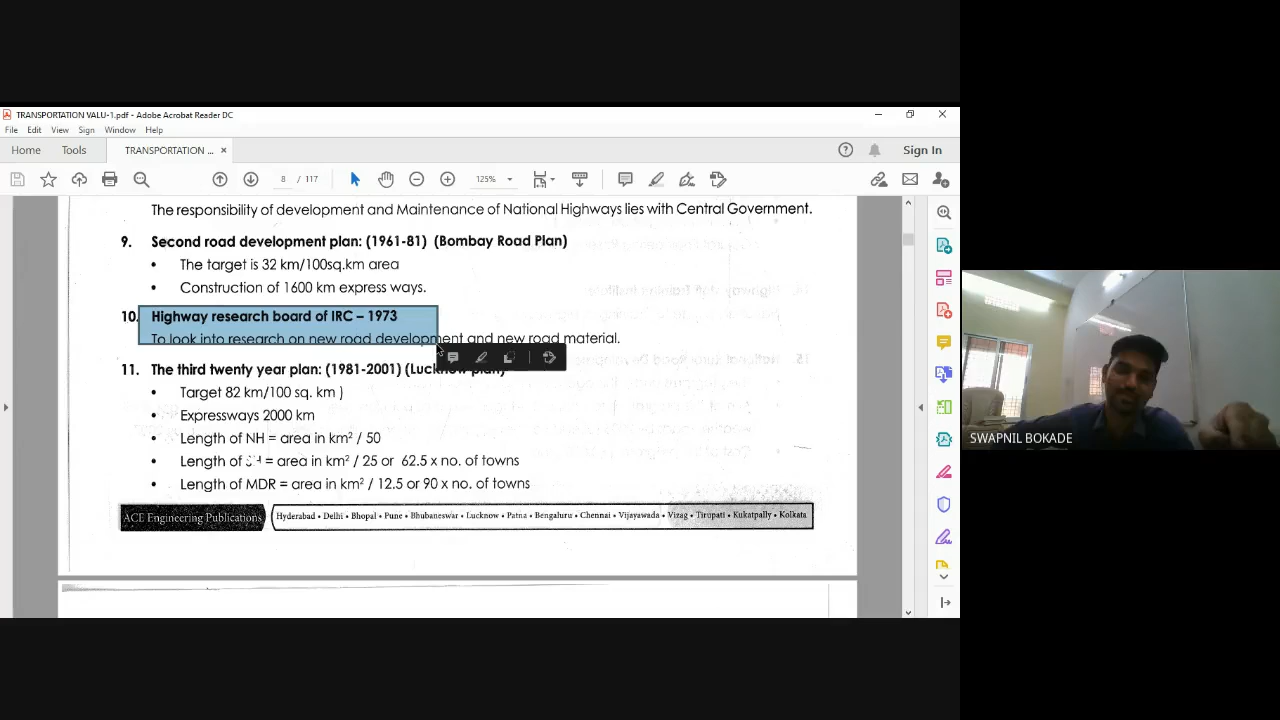 TRANSPORTATION VALU-1.pdf - Adobe Acrobat Reader DC
File Edit View Sign Window Help
Home Tools TRANSPORTATION ... × Sign In
8 / 117 125%
The responsibility of development and Maintenance of National Highways lies with Central Government.
9. Second road development plan: (1961-81) (Bombay Road Plan)
• The target is 32 km/100sq.km area
• Construction of 1600 km express ways.
10. Highway research board of IRC – 1973
To look into research on new road development and new road material.
11. The third twenty year plan: (1981-2001) (Lucknow plan)
• Target 82 km/100 sq. km )
• Expressways 2000 km
• Length of NH = area in km² / 50
• Length of SH = area in km² / 25 or 62.5 x no. of towns
• Length of MDR = area in km² / 12.5 or 90 x no. of towns
ACE Engineering Publications Hyderabad • Delhi • Bhopal • Pune • Bhubaneswar • Lucknow • Patna • Bengaluru • Chennai • Vijayawada • Vizag • Tirupati • Kukatpally • Kolkata
SWAPNIL BOKADE